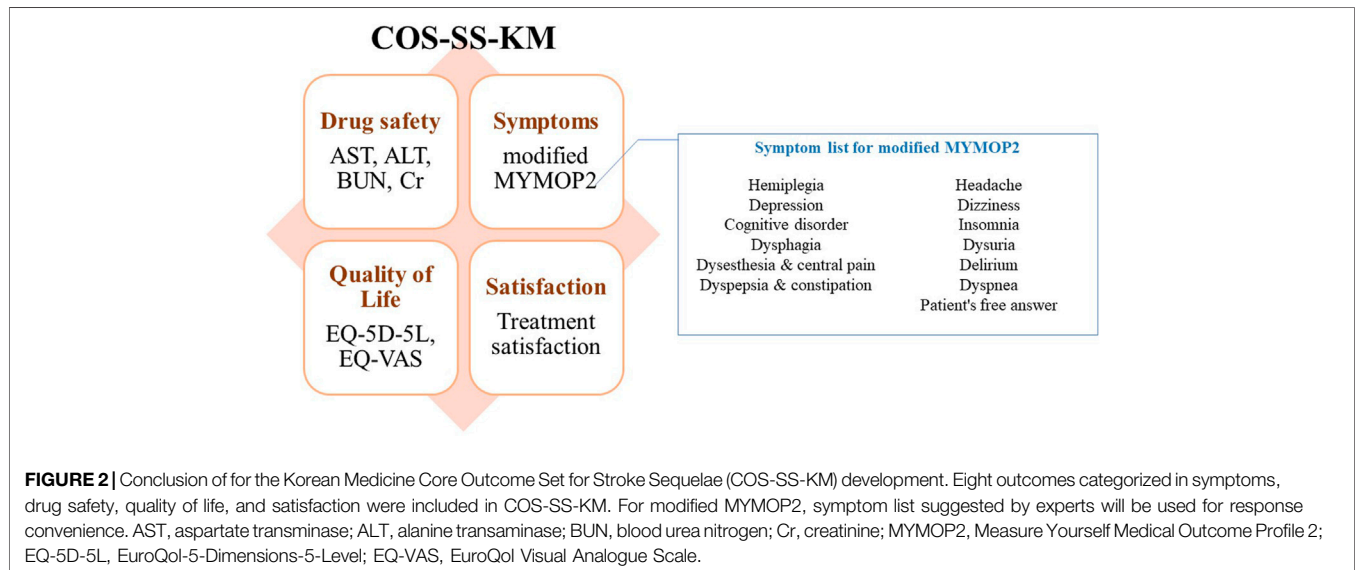 COS-SS-KM
Drug safety
AST, ALT,
BUN, Cr
Symptoms
modified
MYMOP2
Quality of
Life
EQ-5D-5L,
EQ-VAS
Satisfaction
Treatment
satisfaction
Symptom list for modified MYMOP2
Hemiplegia
Depression
Cognitive disorder
Dysphagia
Dysesthesia & central pain
Dyspepsia & constipation
Headache
Dizziness
Insomnia
Dysuria
Delirium
Dyspnea
Patient's free answer
FIGURE 2 | Conclusion of for the Korean Medicine Core Outcome Set for Stroke Sequelae (COS-SS-KM) development. Eight outcomes categorized in symptoms,
drug safety, quality of life, and satisfaction were included in COS-SS-KM. For modified MYMOP2, symptom list suggested by experts will be used for response
convenience. AST, aspartate transminase; ALT, alanine transaminase; BUN, blood urea nitrogen; Cr, creatinine; MYMOP2, Measure Yourself Medical Outcome Profile 2;
EQ-5D-5L, EuroQol-5-Dimensions-5-Level; EQ-VAS, EuroQol Visual Analogue Scale.